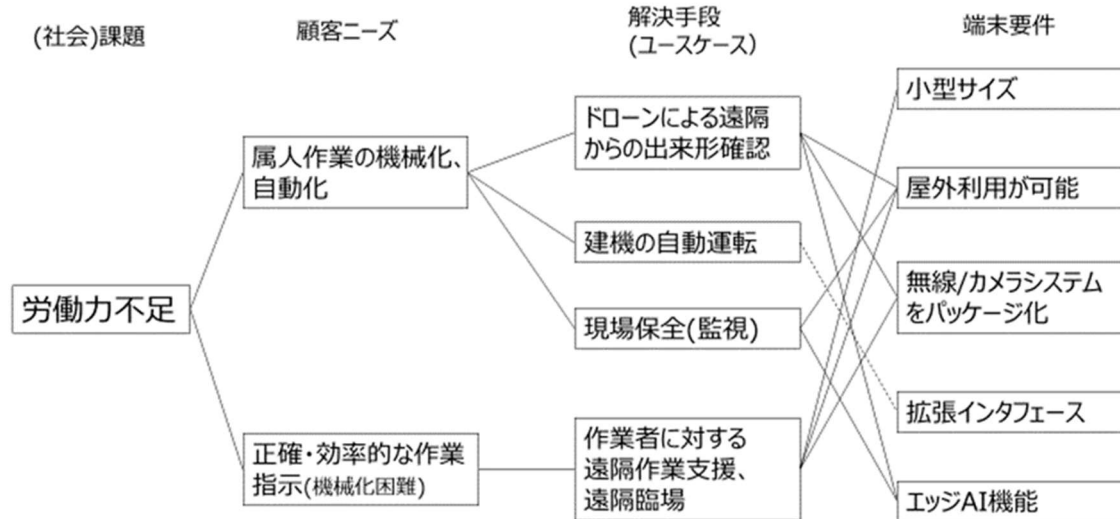 (社会)課題
顧客ニーズ
解決手段
(ユースケース)
端末要件
労働力不足
属人作業の機械化、
自動化
正確・効率的な作業
指示(機械化困難)
ドローンによる遠隔
からの出来形確認
建機の自動運転
現場保全(監視)
作業者に対する
遠隔作業支援、
遠隔臨場
小型サイズ
屋外利用が可能
無線/カメラシステム
をパッケージ化
拡張インタフェース
エッジAI機能